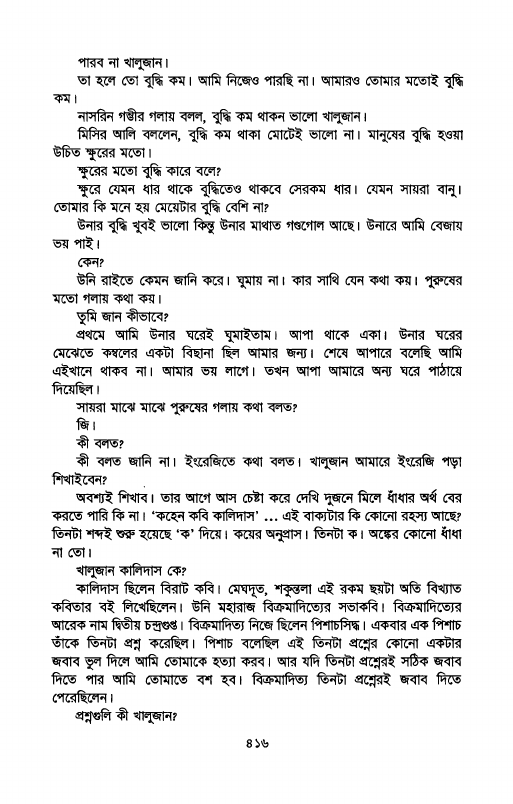 পারব না খালুজান।
তা হলে তো বুদ্ধি কম। আমি নিজেও পারছি না। আমারও তোমার মতোই বুদ্ধি
কম।
নাসরিন গম্ভীর গলায় বলল, বুদ্ধি কম থাকন ভালো খালুজান।
মিসির আলি বললেন, বুদ্ধি কম থাকা মোটেই ভালো না। মানুষের বুদ্ধি হওয়া
উচিত ক্ষুরের মতো।
ক্ষুরের মতো বুদ্ধি কারে বলে?
ক্ষুরে যেমন ধার থাকে বুদ্ধিতেও থাকবে সেরকম ধার। যেমন সায়রা বানু।
তোমার কি মনে হয় মেয়েটার বুদ্ধি বেশি না?
উনার বুদ্ধি খুবই ভালো কিন্তু উনার মাথাত গণ্ডগোল আছে। উনারে আমি বেজায়
ভয় পাই।
কেন?
উনি রাইতে কেমন জানি করে। ঘুমায় না। কার সাথি যেন কথা কয়। পুরুষের
মতো গলায় কথা কয়।
তুমি জান কীভাবে?
প্রথমে আমি উনার ঘরেই ঘুমাইতাম। আপা থাকে একা। উনার ঘরের
মেঝেতে কম্বলের একটা বিছানা ছিল আমার জন্য। শেষে আপারে বলেছি আমি
এইখানে থাকব না। আমার ভয় লাগে। তখন আপা আমারে অন্য ঘরে পাঠায়ে
দিয়েছিল।
সায়রা মাঝে মাঝে পুরুষের গলায় কথা বলত?
জি।
কী বলত?
কী বলত জানি না। ইংরেজিতে কথা বলত। খালুজান আমারে ইংরেজি পড়া
শিখাইবেন?
অবশ্যই শিখাব। তার আগে আস চেষ্টা করে দেখি দুজনে মিলে ধাঁধার অর্থ বের
করতে পারি কি না। ‘কহেন কবি কালিদাস’ ... এই বাক্যটার কি কোনো রহস্য আছে?
তিনটা শব্দই শুরু হয়েছে ‘ক’ দিয়ে। কয়ের অনুপ্রাস। তিনটা ক। অঙ্কের কোনো ধাঁধা
না তো।
খালুজান কালিদাস কে?
কালিদাস ছিলেন বিরাট কবি। মেঘদূত, শকুন্তলা এই রকম ছয়টা অতি বিখ্যাত
কবিতার বই লিখেছিলেন। উনি মহারাজ বিক্রমাদিত্যের সভাকবি। বিক্রমাদিত্যের
আরেক নাম দ্বিতীয় চন্দ্রগুপ্ত। বিক্রমাদিত্য নিজে ছিলেন পিশাচসিদ্ধ। একবার এক পিশাচ
তাঁকে তিনটা প্রশ্ন করেছিল। পিশাচ বলেছিল এই তিনটা প্রশ্নের কোনো একটার
জবাব ভুল দিলে আমি তোমাকে হত্যা করব। আর যদি তিনটা প্রশ্নেরই সঠিক জবাব
দিতে পার আমি তোমাতে বশ হব। বিক্রমাদিত্য তিনটা প্রশ্নেরই জবাব দিতে
পেরেছিলেন।
প্রশ্নগুলি কী খালুজান?
৪১৬